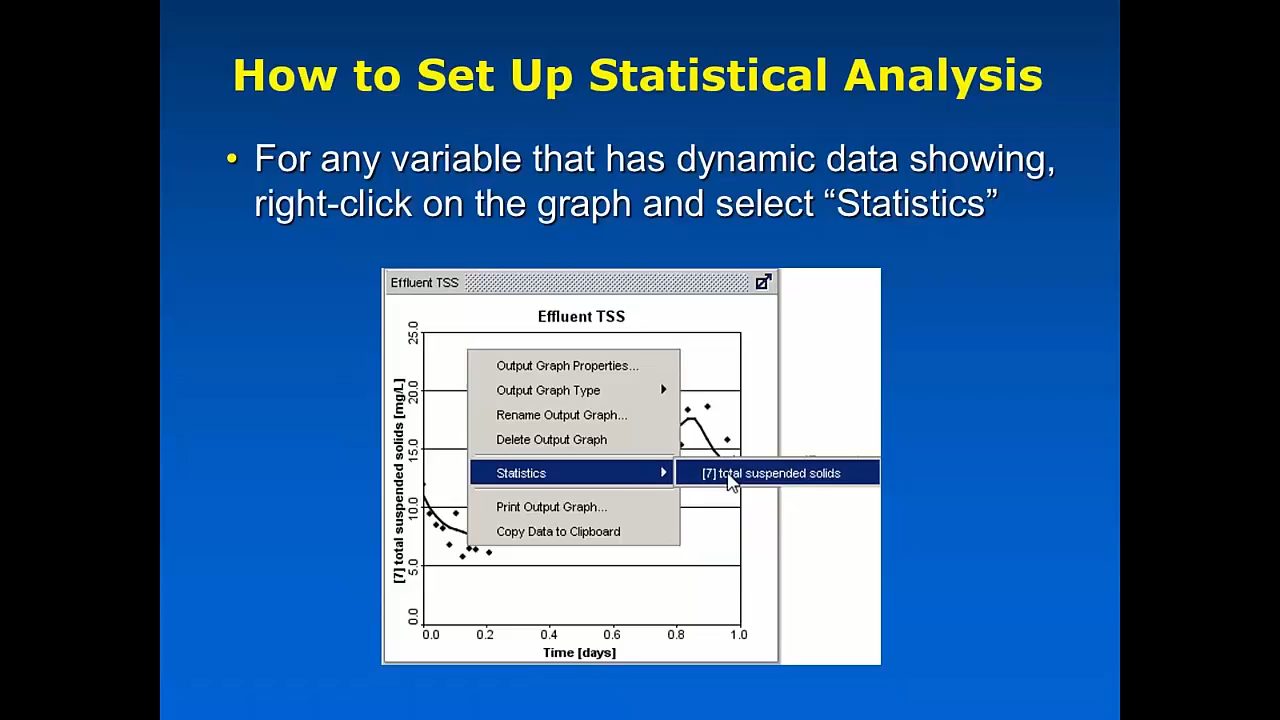 How to Set Up Statistical Analysis
• For any variable that has dynamic data showing,
right-click on the graph and select “Statistics”
Effluent TSS
Effluent TSS
[7] total suspended solids [mg/L]
25.0
20.0
15.0
10.0
5.0
0.0
Output Graph Properties...
Output Graph Type
Rename Output Graph...
Delete Output Graph
Statistics
[7] total suspended solids
Print Output Graph...
Copy Data to Clipboard
0.0 0.2 0.4 0.6 0.8 1.0
Time [days]